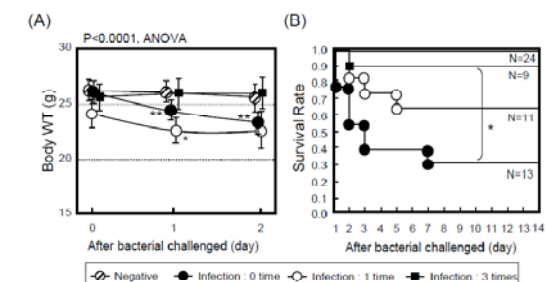 (A)
P<0.0001, ANOVA
30
25
20
15
Body WT (g)
**
*
**
0 1 2
After bacterial challenged (day)
(B)
1.0
0.9
0.8
0.7
0.6
0.5
0.4
0.3
0.2
0.1
0.0
Survival Rate
N=24
N=9
N=11
*
N=13
1 2 3 4 5 6 7 8 9 10 11 12 13 14
After bacterial challenged (day)
Negative Infection : 0 time Infection : 1 time Infection : 3 times